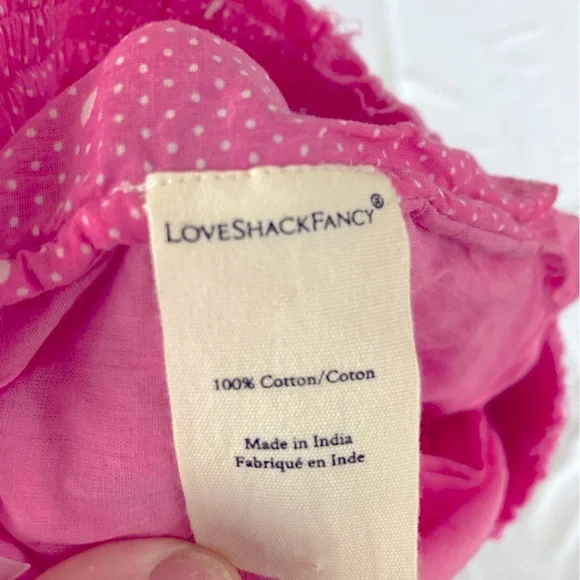 LOVESHACKFANCY®
100% Cotton/Coton
Made in India
Fabriqué en Inde